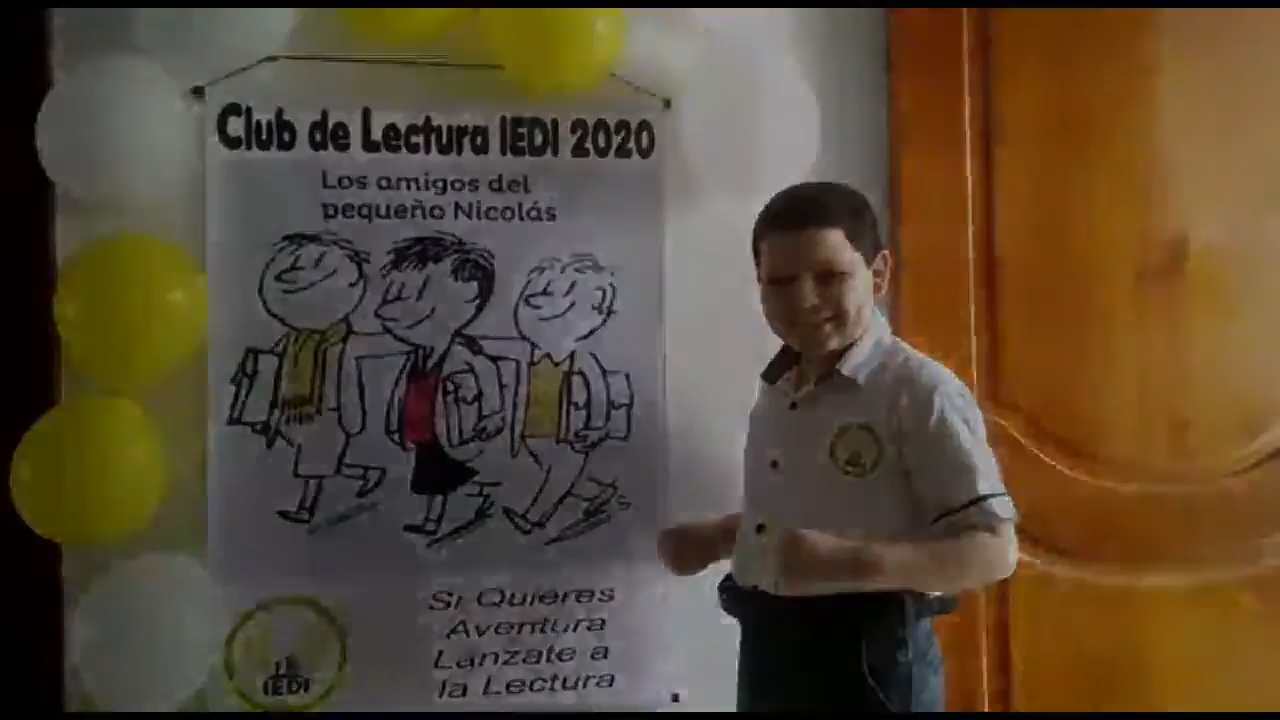 Club de Lectura IEDI 2020
Los amigos del
pequeño Nicolás
Si Quieres
Aventura
Lanzate a
la Lectura
IEDI